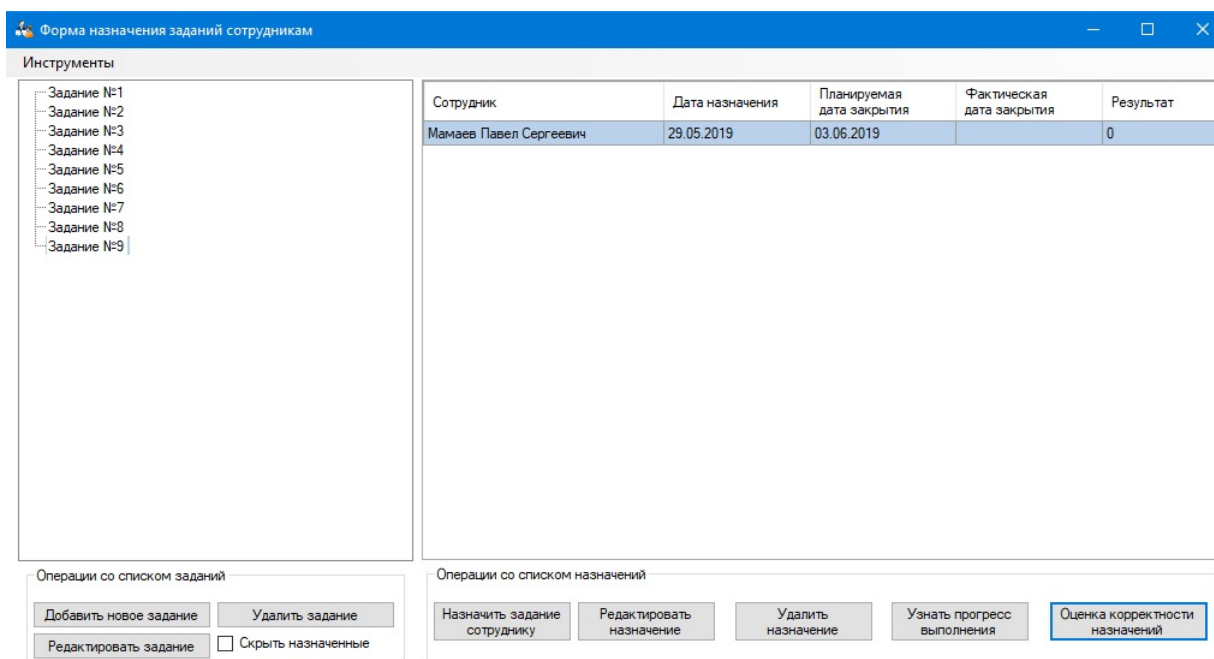 Форма назначения заданий сотрудникам
Инструменты
Задание №1
Задание №2
Задание №3
Задание №4
Задание №5
Задание №6
Задание №7
Задание №8
Задание №9
Сотрудник
Дата назначения
Планируемая
дата закрытия
Фактическая
дата закрытия
Результат
Мамаев Павел Сергеевич 29.05.2019 03.06.2019 0
Операции со списком заданий
Добавить новое задание
Удалить задание
Редактировать задание
Скрыть назначенные
Операции со списком назначений
Назначить задание
сотруднику
Редактировать
назначение
Удалить
назначение
Узнать прогресс
выполнения
Оценка корректности
назначений